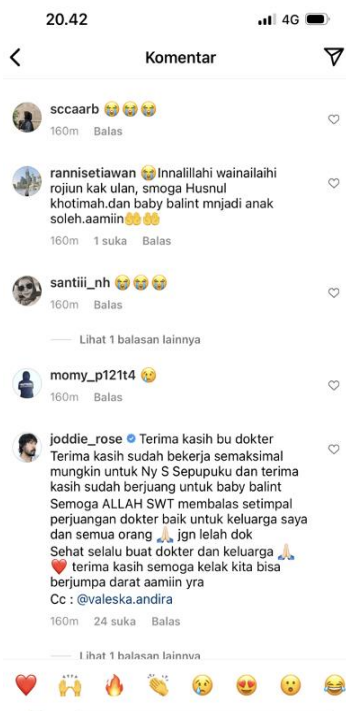 20.42
4G
Komentar
sccaarb 😭😭😭
160m Balas
rannisetiawan 😭Innalillahi wainailaihi
rojiun kak ulan, smoga Husnul
khotimah.dan baby balint mnjadi anak
soleh.aamiin🤲🤲
160m 1 suka Balas
santiii_nh 😭😭😭
160m Balas
Lihat 1 balasan lainnya
momy_p121t4 😢
160m Balas
joddie_rose Terima kasih bu dokter
Terima kasih sudah bekerja semaksimal
mungkin untuk Ny S Sepupuku dan terima
kasih sudah berjuang untuk baby balint
Semoga ALLAH SWT membalas setimpal
perjuangan dokter baik untuk keluarga saya
dan semua orang 🙏🏻 jgn lelah dok
Sehat selalu buat dokter dan keluarga 🙏🏻
❤️ terima kasih semoga kelak kita bisa
berjumpa darat aamiin yra
Cc : @valeska.andira
160m 24 suka Balas
Lihat 1 balasan lainnya